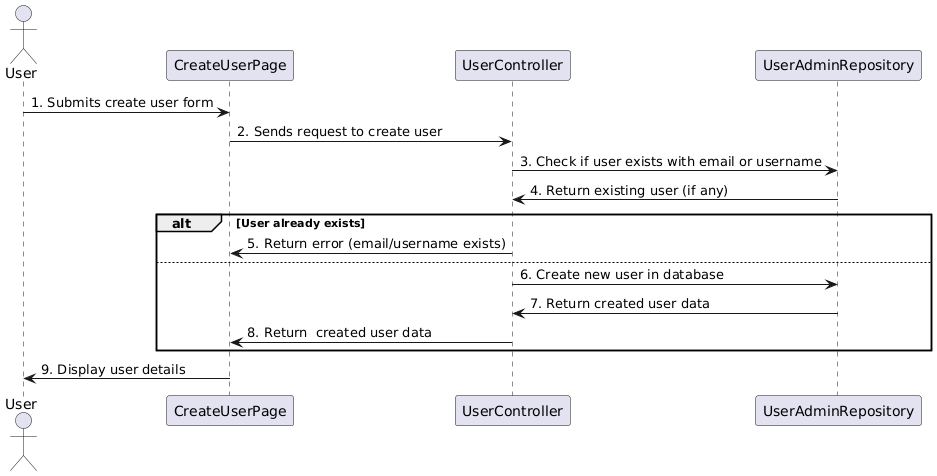 User
CreateUserPage
UserController
UserAdminRepository
1. Submits create user form
2. Sends request to create user
3. Check if user exists with email or username
4. Return existing user (if any)
alt
[User already exists]
5. Return error (email/username exists)
6. Create new user in database
7. Return created user data
8. Return  created user data
9. Display user details
User
CreateUserPage
UserController
UserAdminRepository